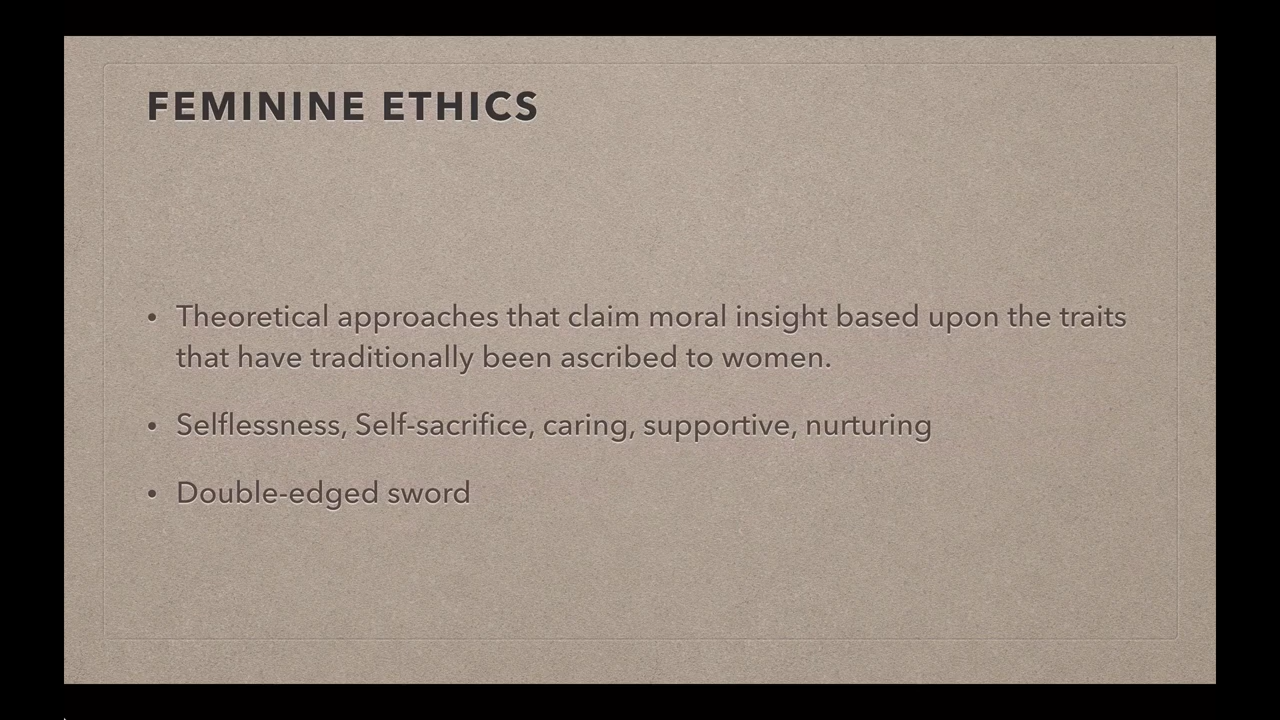 FEMININE ETHICS
• Theoretical approaches that claim moral insight based upon the traits
that have traditionally been ascribed to women.
• Selflessness, Self-sacrifice, caring, supportive, nurturing
• Double-edged sword